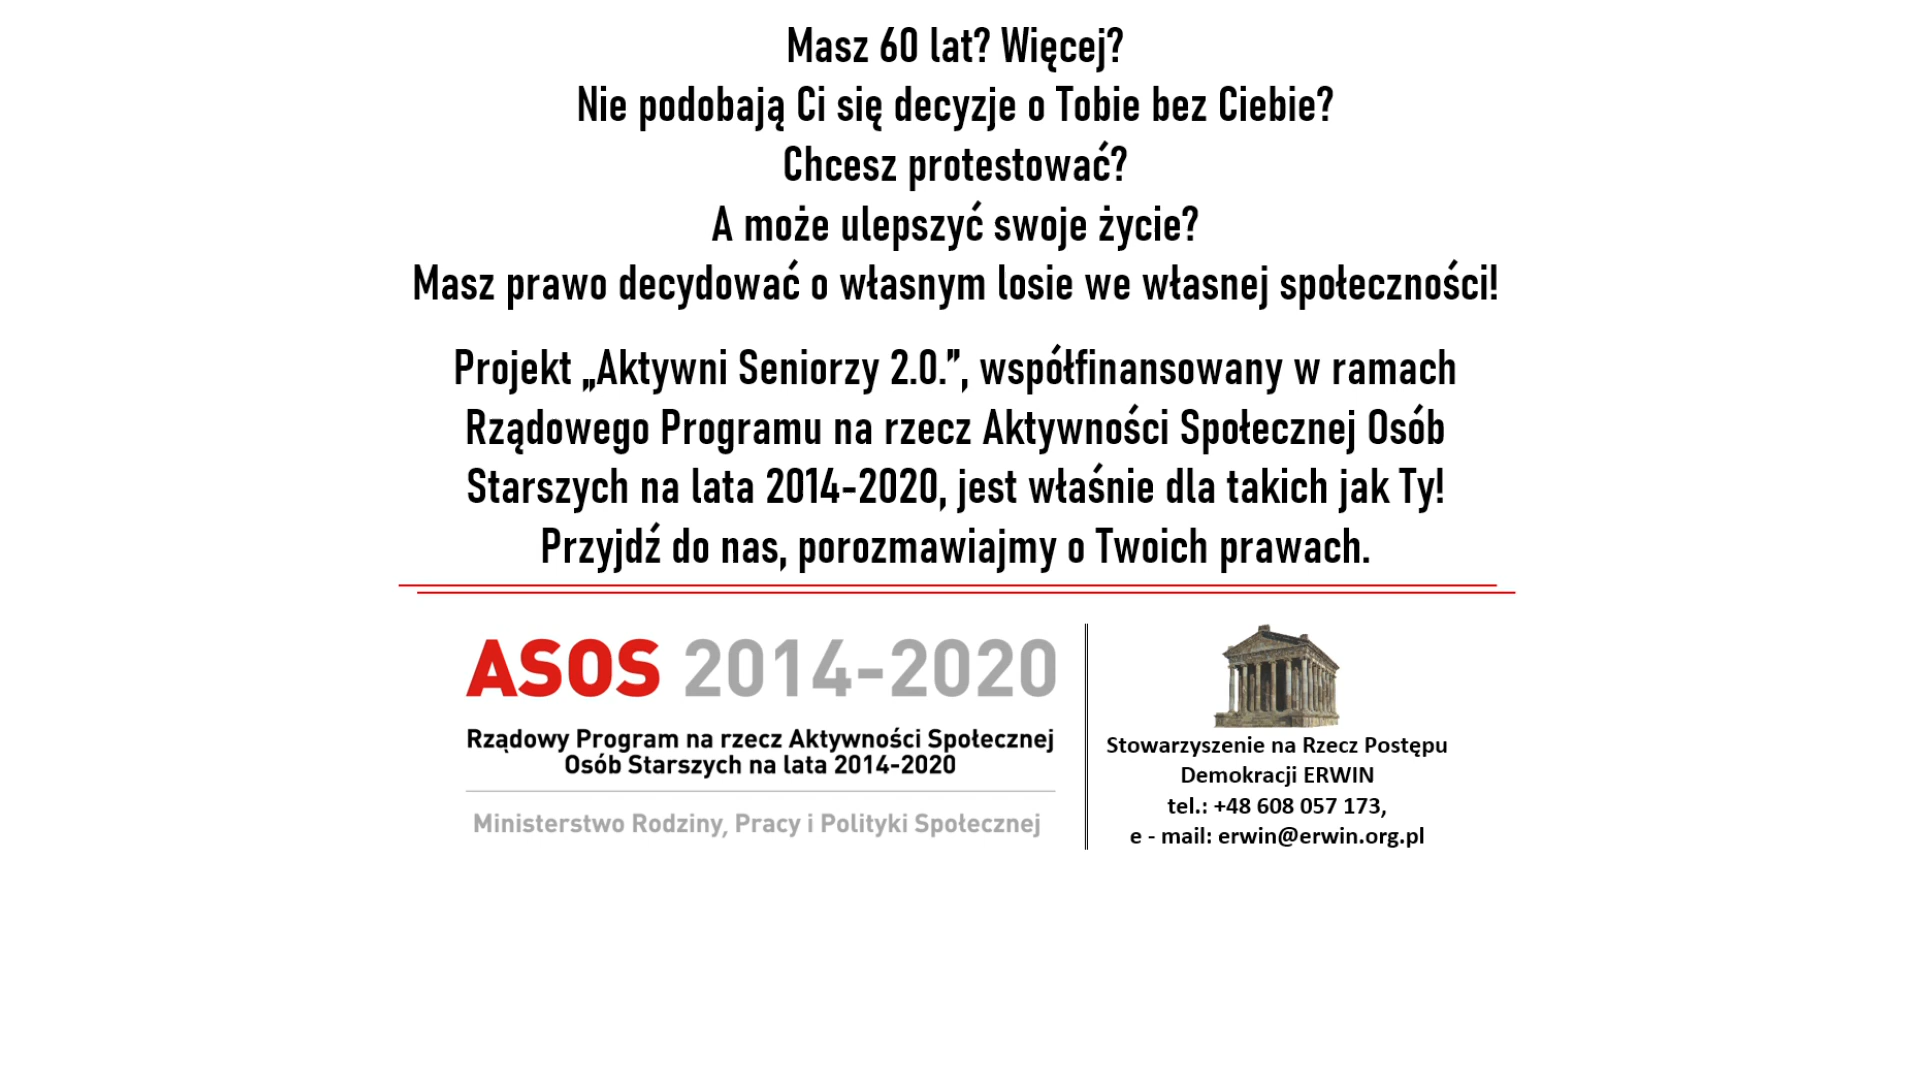 Masz 60 lat? Więcej?
Nie podobają Ci się decyzje o Tobie bez Ciebie?
Chcesz protestować?
A może ulepszyć swoje życie?
Masz prawo decydować o własnym losie we własnej społeczności!
Projekt „Aktywni Seniorzy 2.0.”, współfinansowany w ramach
Rządowego Programu na rzecz Aktywności Społecznej Osób
Starszych na lata 2014-2020, jest właśnie dla takich jak Ty!
Przyjdź do nas, porozmawiajmy o Twoich prawach.
ASOS 2014-2020
Rządowy Program na rzecz Aktywności Społecznej
Osób Starszych na lata 2014-2020
Ministerstwo Rodziny, Pracy i Polityki Społecznej
Stowarzyszenie na Rzecz Postępu
Demokracji ERWIN
tel.: +48 608 057 173,
e - mail: erwin@erwin.org.pl